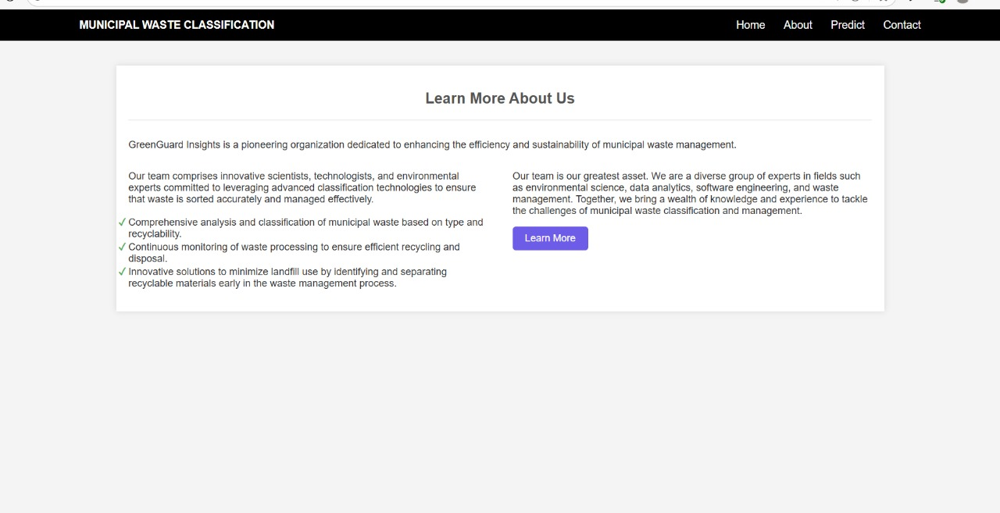 MUNICIPAL WASTE CLASSIFICATION
Home About Predict Contact
Learn More About Us
GreenGuard Insights is a pioneering organization dedicated to enhancing the efficiency and sustainability of municipal waste management.
Our team comprises innovative scientists, technologists, and environmental
experts committed to leveraging advanced classification technologies to ensure
that waste is sorted accurately and managed effectively.
✓ Comprehensive analysis and classification of municipal waste based on type and
recyclability.
✓ Continuous monitoring of waste processing to ensure efficient recycling and
disposal.
✓ Innovative solutions to minimize landfill use by identifying and separating
recyclable materials early in the waste management process.
Our team is our greatest asset. We are a diverse group of experts in fields such
as environmental science, data analytics, software engineering, and waste
management. Together, we bring a wealth of knowledge and experience to tackle
the challenges of municipal waste classification and management.
Learn More